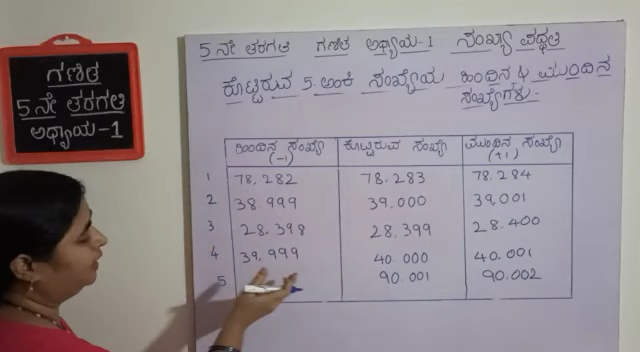 ಗಣಿತ
5 ನೇ ತರಗತಿ
ಅಧ್ಯಾಯ-1
5 ನೇ ತರಗತಿ ಗಣಿತ ಅಧ್ಯಾಯ-1 ಸಂಖ್ಯಾ ಪದ್ಧತಿ
ಕೊಟ್ಟಿರುವ 5-ಅಂಕಿ ಸಂಖ್ಯೆಯ ಹಿಂದಿನ & ಮುಂದಿನ
ಸಂಖ್ಯೆಗಳು-
ಹಿಂದಿನ ಸಂಖ್ಯೆ (-1) ಕೊಟ್ಟಿರುವ ಸಂಖ್ಯೆ ಮುಂದಿನ ಸಂಖ್ಯೆ (+1)
1 78,282 78,283 78,284
2 38,999 39,000 39,001
3 28,398 28,399 28,400
4 39,999 40,000 40,001
5 90,001 90,002